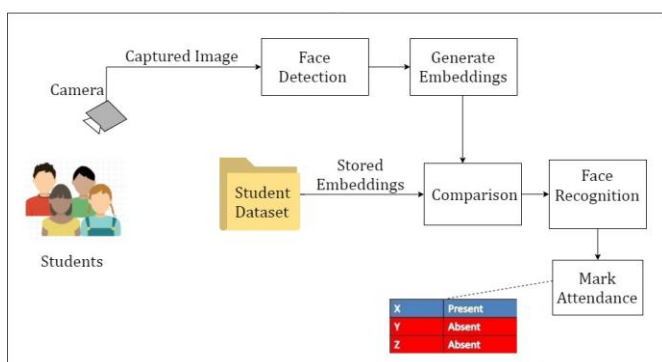 Captured Image
Face
Detection
Generate
Embeddings
Camera
Stored
Embeddings
Student
Dataset
Comparison
Face
Recognition
Students
Mark
Attendance
X Present
Y Absent
Z Absent